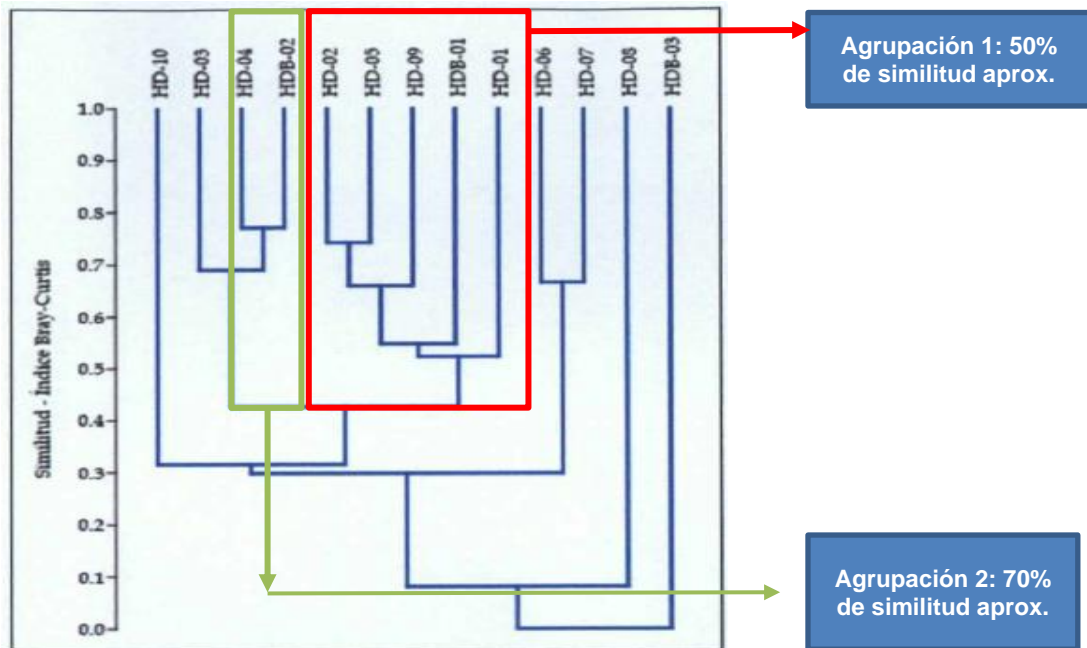 HD-10
HD-03
HD-04
HDB-02
HD-02
HD-05
HD-09
HDB-01
HD-01
HD-06
HD-07
HD-08
HDB-03
Agrupación 1: 50%
de similitud aprox.
Similitud - Índice Bray-Curtis
1.0
0.9
0.8
0.7
0.6
0.5
0.4
0.3
0.2
0.1
0.0
Agrupación 2: 70%
de similitud aprox.